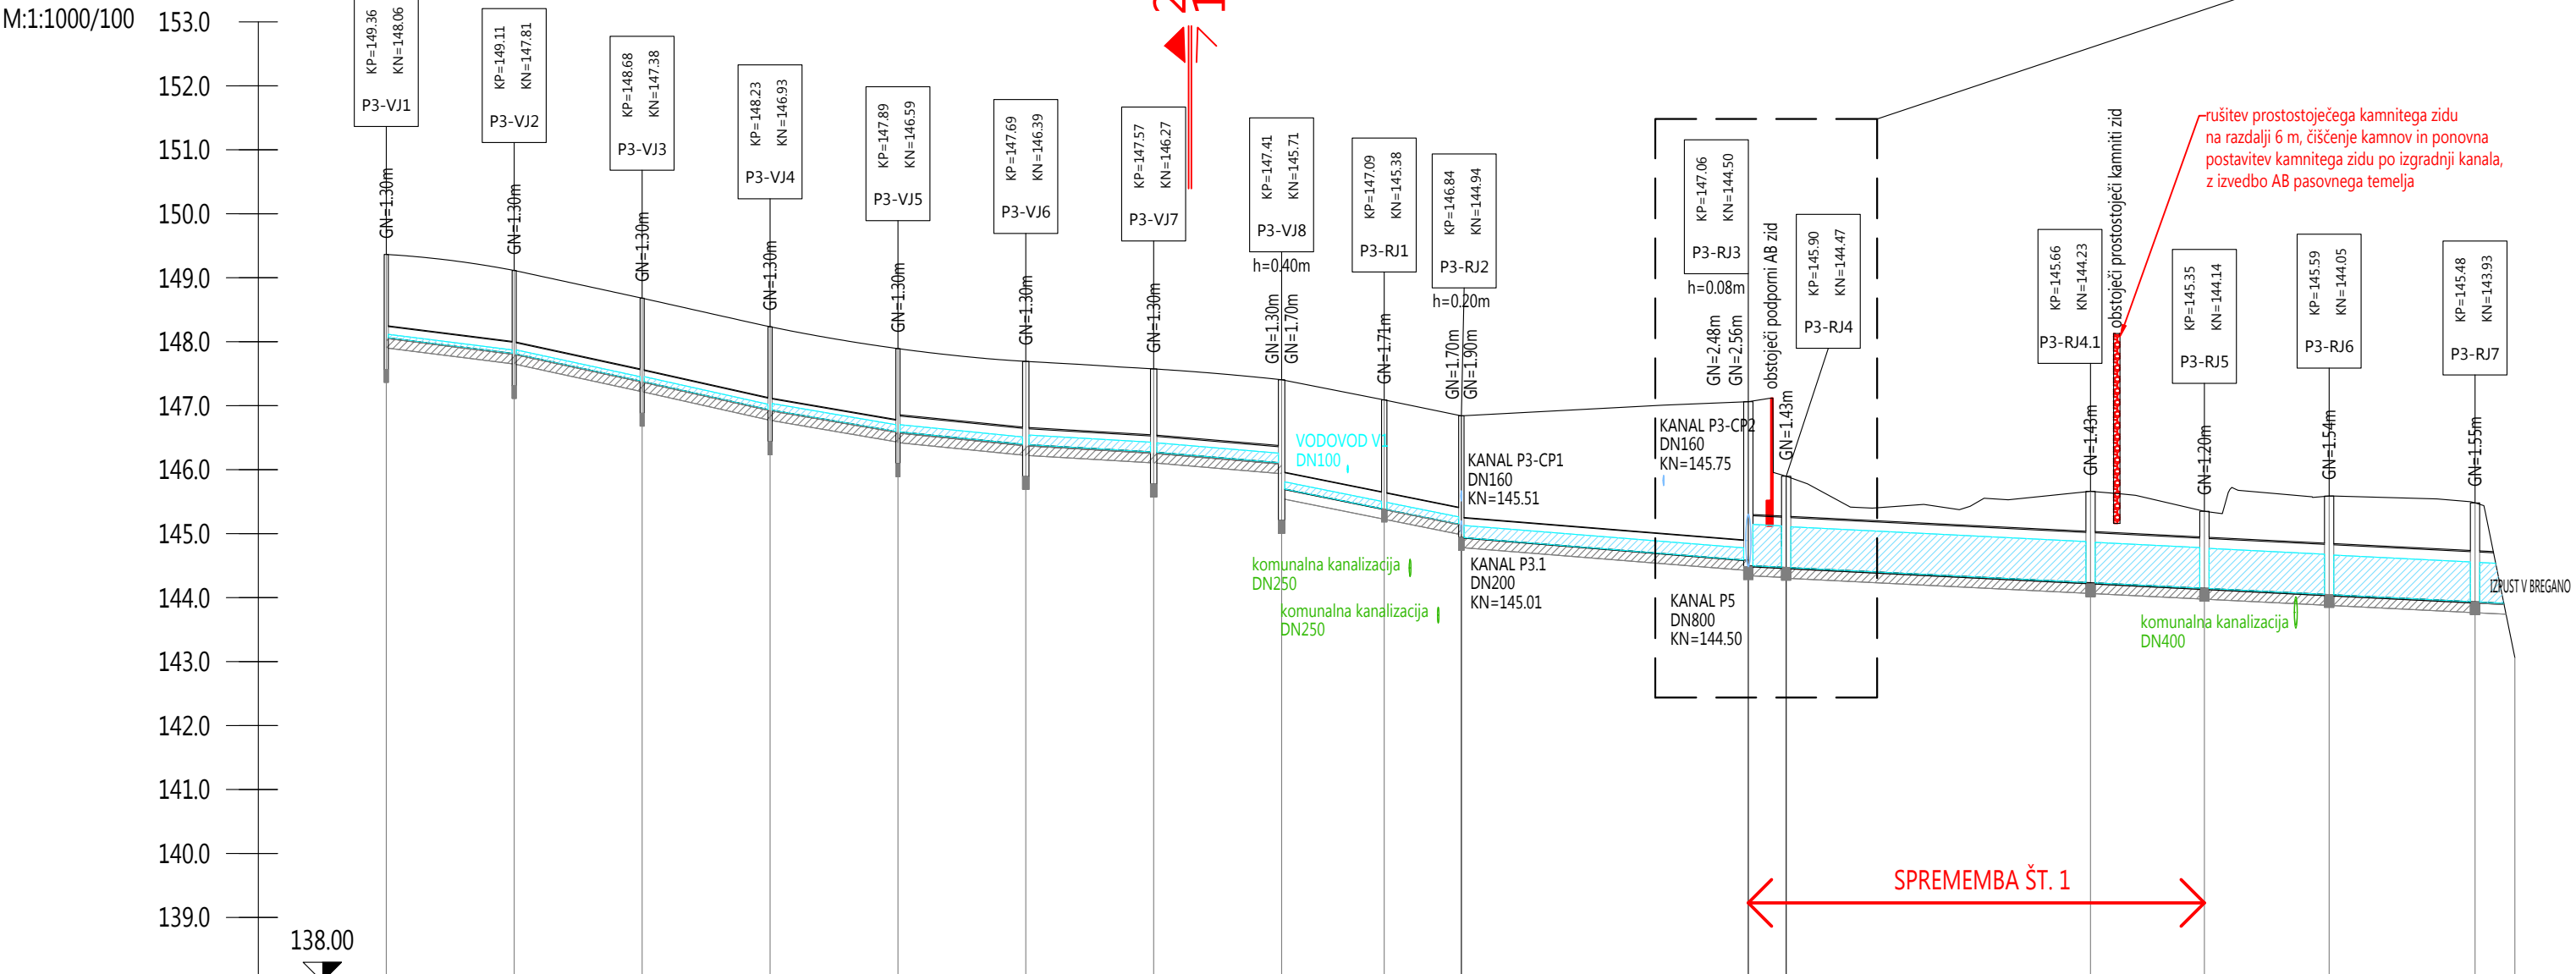 M:1:1000/100
153.0
152.0
151.0
150.0
149.0
148.0
147.0
146.0
145.0
144.0
143.0
142.0
141.0
140.0
139.0
138.00
KP=149.36
KN=148.06
P3-VJ1
GN=1.30m
KP=149.11
KN=147.81
P3-VJ2
GN=1.30m
KP=148.68
KN=147.38
P3-VJ3
GN=1.30m
KP=148.23
KN=146.93
P3-VJ4
GN=1.30m
KP=147.89
KN=146.59
P3-VJ5
GN=1.30m
KP=147.69
KN=146.39
P3-VJ6
GN=1.30m
KP=147.57
KN=146.27
P3-VJ7
GN=1.30m
2
1
KP=147.41
KN=145.71
P3-VJ8
h=0.40m
GN=1.30m
GN=1.70m
KP=147.09
KN=145.38
P3-RJ1
GN=1.71m
KP=146.84
KN=144.94
P3-RJ2
h=0.20m
GN=1.70m
GN=1.90m
VODOVOD V1
DN100
KANAL P3-CP1
DN160
KN=145.51
komunalna kanalizacija
DN250
komunalna kanalizacija
DN250
KANAL P3.1
DN200
KN=145.01
KP=147.06
KN=144.50
P3-RJ3
h=0.08m
GN=2.48m
GN=2.56m
obstoječi podporni AB zid
KANAL P3-CP2
DN160
KN=145.75
KANAL P5
DN800
KN=144.50
KP=145.90
KN=144.47
P3-RJ4
GN=1.43m
KP=145.66
KN=144.23
P3-RJ4.1
GN=1.43m
obstoječi prostostoječi kamniti zid
rušitev prostostoječega kamnitega zidu
na razdalji 6 m, čiščenje kamnov in ponovna
postavitev kamnitega zidu po izgradnji kanala,
z izvedbo AB pasovnega temelja
KP=145.35
KN=144.14
P3-RJ5
GN=1.20m
KP=145.59
KN=144.05
P3-RJ6
GN=1.54m
KP=145.48
KN=143.93
P3-RJ7
GN=1.55m
IZPUST V BREGANO
komunalna kanalizacija
DN400
SPREMEMBA ŠT. 1